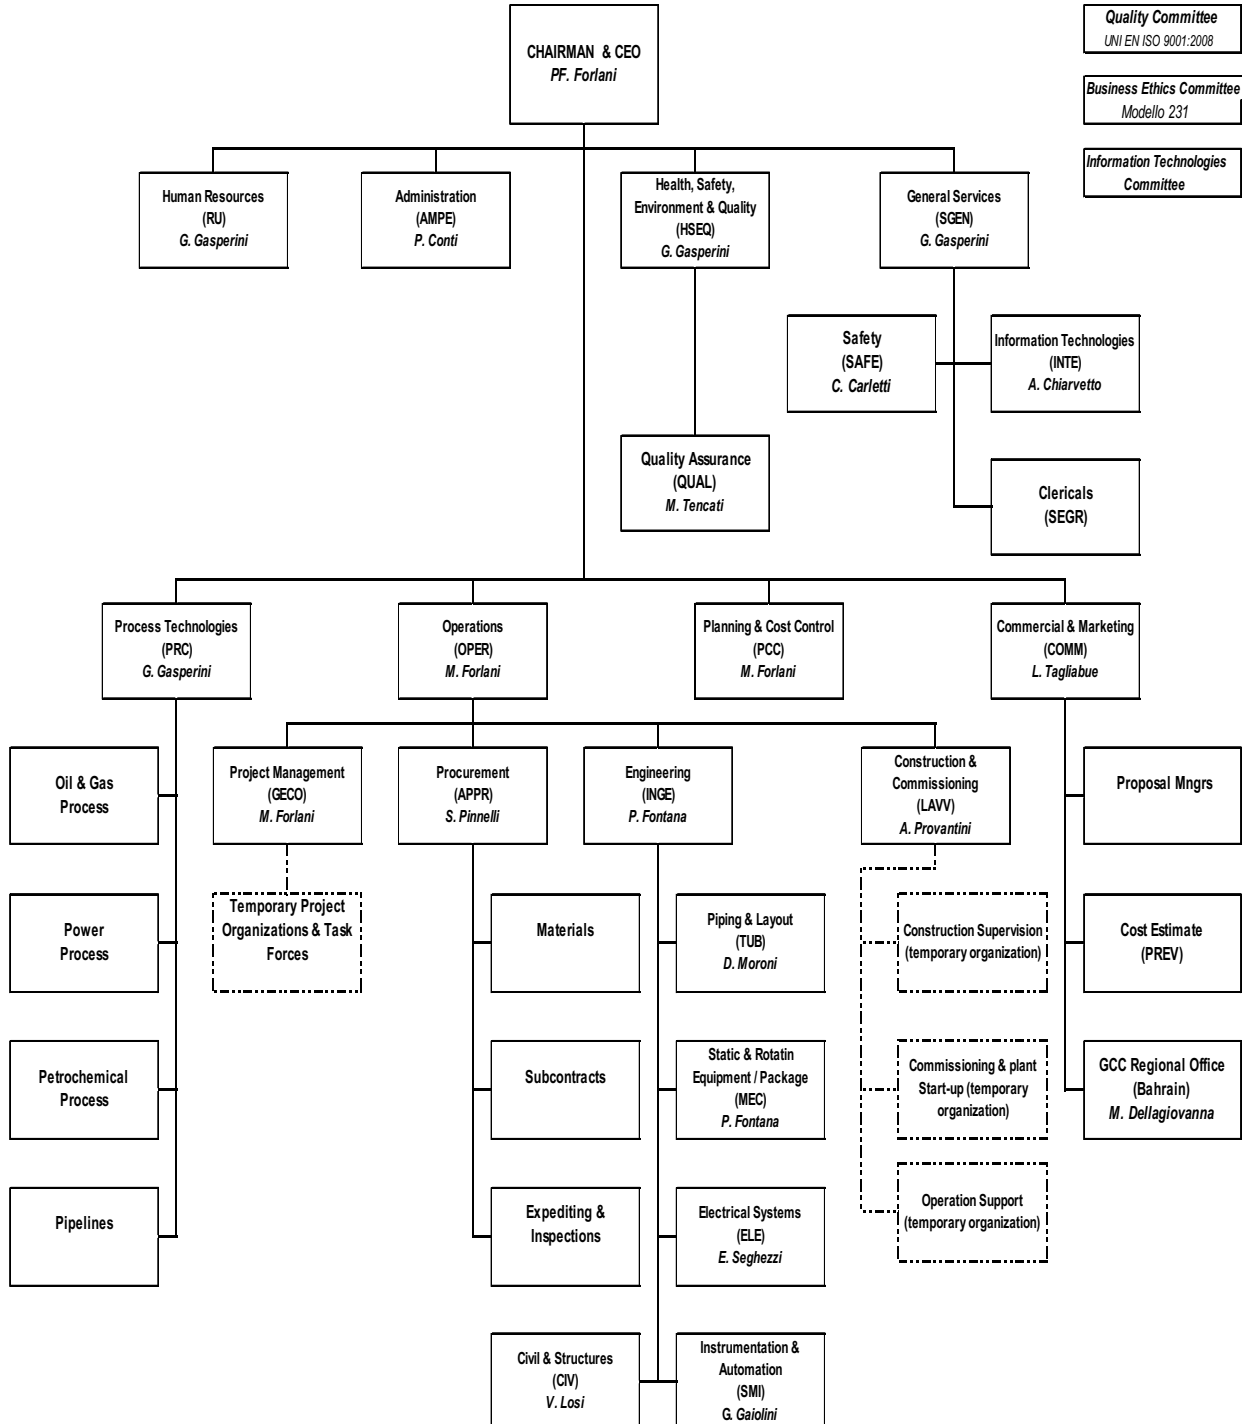 CHAIRMAN & CEO
PF. Forlani
Quality Committee
UNI EN ISO 9001:2008
Business Ethics Committee
Modello 231
Information Technologies
Committee
Human Resources
(RU)
G. Gasperini
Administration
(AMPE)
P. Conti
Health, Safety,
Environment & Quality
(HSEQ)
G. Gasperini
General Services
(SGEN)
G. Gasperini
Safety
(SAFE)
C. Carletti
Information Technologies
(INTE)
A. Chiarvetto
Quality Assurance
(QUAL)
M. Tencati
Clericals
(SEGR)
Process Technologies
(PRC)
G. Gasperini
Operations
(OPER)
M. Forlani
Planning & Cost Control
(PCC)
M. Forlani
Commercial & Marketing
(COMM)
L. Tagliabue
Oil & Gas
Process
Project Management
(GECO)
M. Forlani
Procurement
(APPR)
S. Pinnelli
Engineering
(INGE)
P. Fontana
Construction &
Commissioning
(LAVV)
A. Provantini
Proposal Mngrs
Power
Process
Temporary Project
Organizations & Task
Forces
Materials
Piping & Layout
(TUB)
D. Moroni
Construction Supervision
(temporary organization)
Cost Estimate
(PREV)
Petrochemical
Process
Subcontracts
Static & Rotatin
Equipment / Package
(MEC)
P. Fontana
Commissioning & plant
Start-up (temporary
organization)
GCC Regional Office
(Bahrain)
M. Dellagiovanna
Pipelines
Expediting &
Inspections
Electrical Systems
(ELE)
E. Seghezzi
Operation Support
(temporary organization)
Civil & Structures
(CIV)
V. Losi
Instrumentation &
Automation
(SMI)
G. Gaiolini